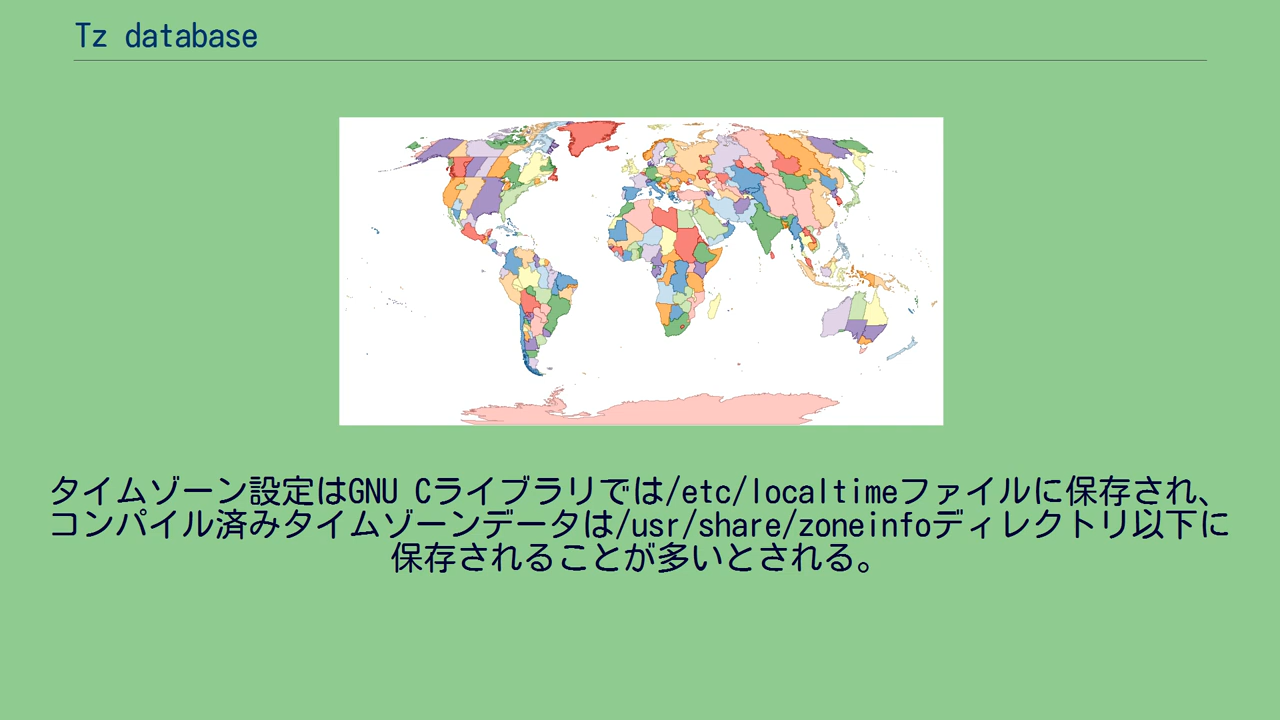 Tz database
タイムゾーン設定はGNU Cライブラリでは/etc/localtimeファイルに保存され、
コンパイル済みタイムゾーンデータは/usr/share/zoneinfoディレクトリ以下に
保存されることが多いとされる。